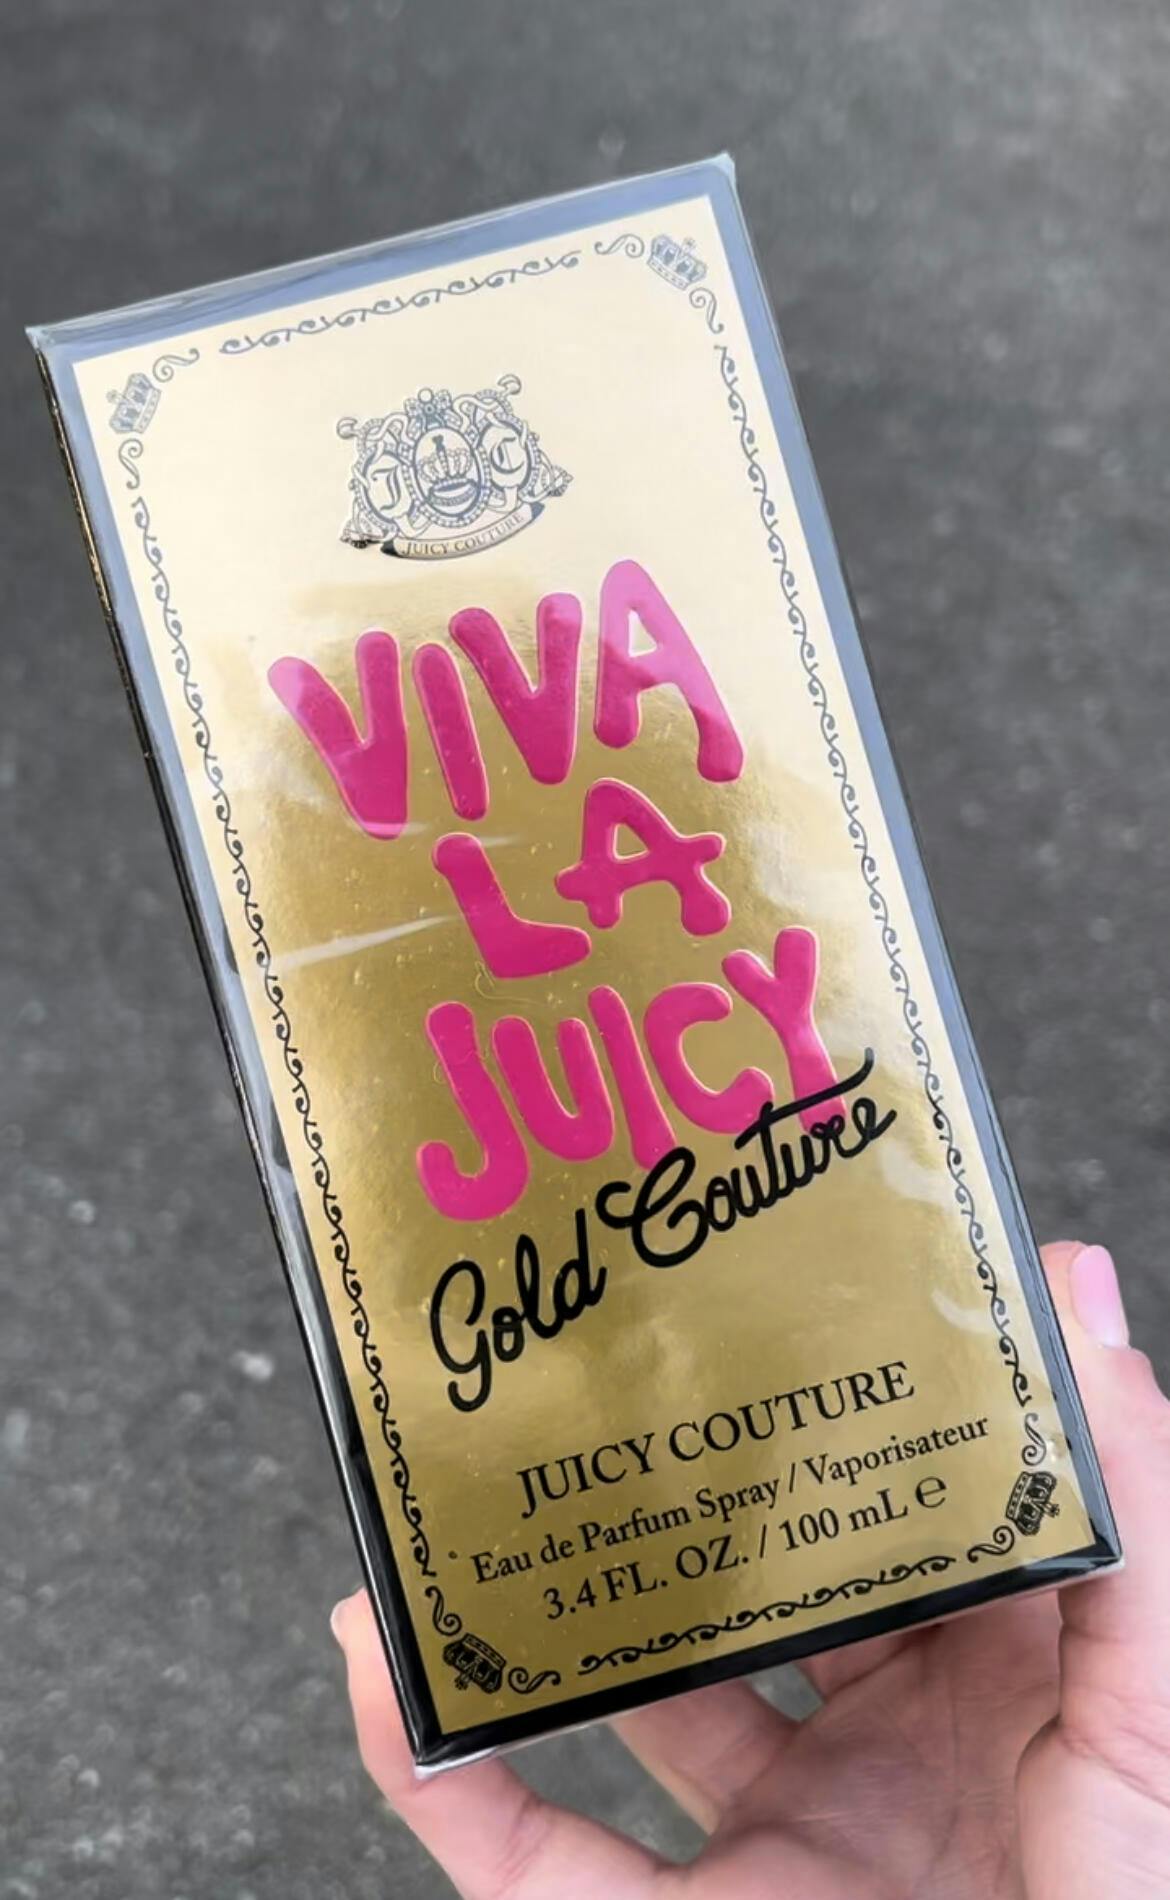 J C
JUICY COUTURE
VIVA
LA
JUICY
Gold Couture
JUICY COUTURE
Eau de Parfum Spray / Vaporisateur
3.4 FL. OZ. / 100 mL ℮